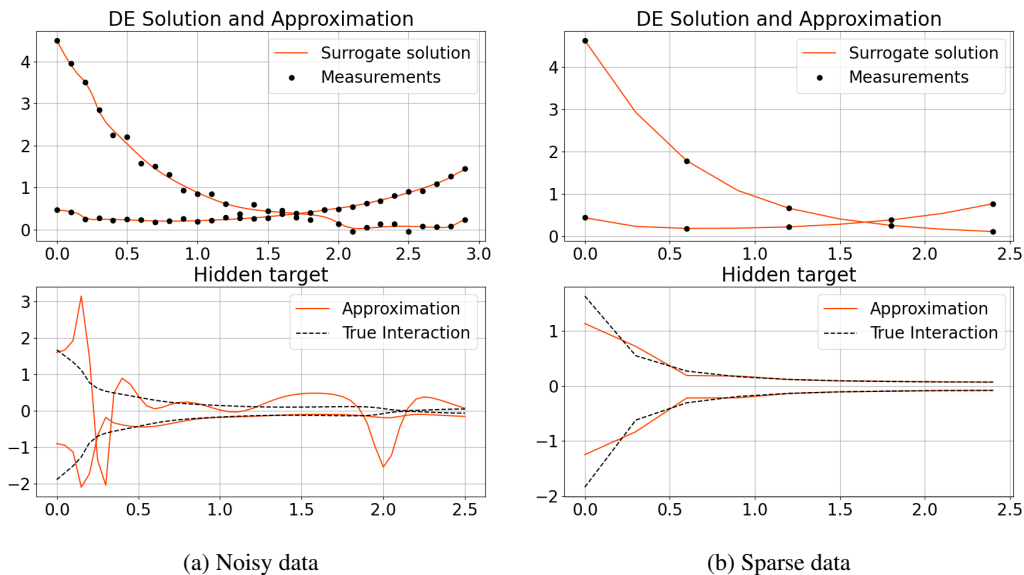 DE Solution and Approximation
4
3
2
1
0
Surrogate solution
Measurements
0.0 0.5 1.0 1.5 2.0 2.5 3.0
Hidden target
3
2
1
0
−1
−2
Approximation
True Interaction
0.0 0.5 1.0 1.5 2.0 2.5
(a) Noisy data
DE Solution and Approximation
4
3
2
1
0
Surrogate solution
Measurements
0.0 0.5 1.0 1.5 2.0 2.5
Hidden target
1
0
−1
−2
Approximation
True Interaction
0.0 0.5 1.0 1.5 2.0 2.5
(b) Sparse data